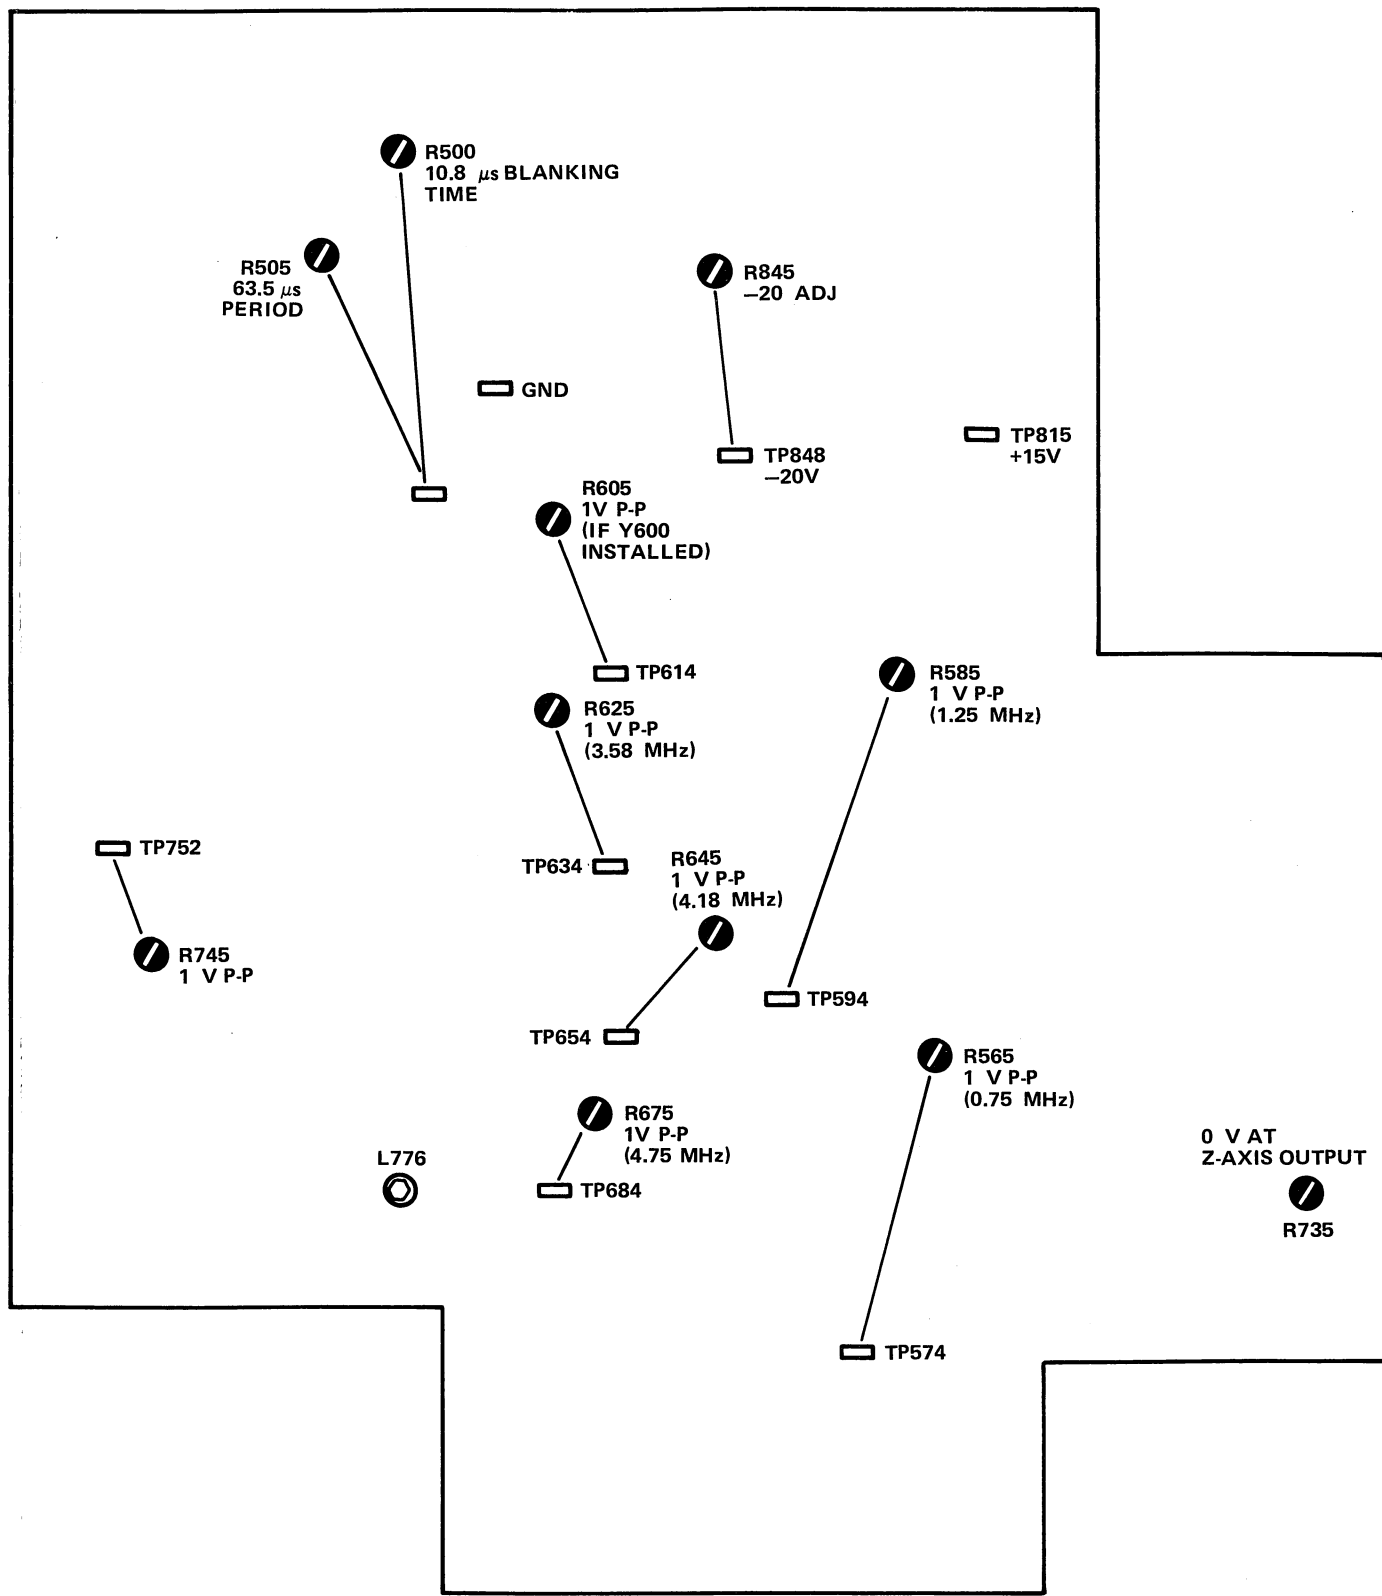 R500
10.8 μs BLANKING
TIME
R505
63.5 μs
PERIOD
R845
—20 ADJ
GND
TP815
+15V
TP848
—20V
R605
1V P-P
(IF Y600
INSTALLED)
TP614
R585
1 V P-P
(1.25 MHz)
R625
1 V P-P
(3.58 MHz)
TP752
TP634
R645
1 V P-P
(4.18 MHz)
R745
1 V P-P
TP594
TP654
R565
1 V P-P
(0.75 MHz)
R675
1V P-P
(4.75 MHz)
0 V AT
Z-AXIS OUTPUT
L776
TP684
R735
TP574